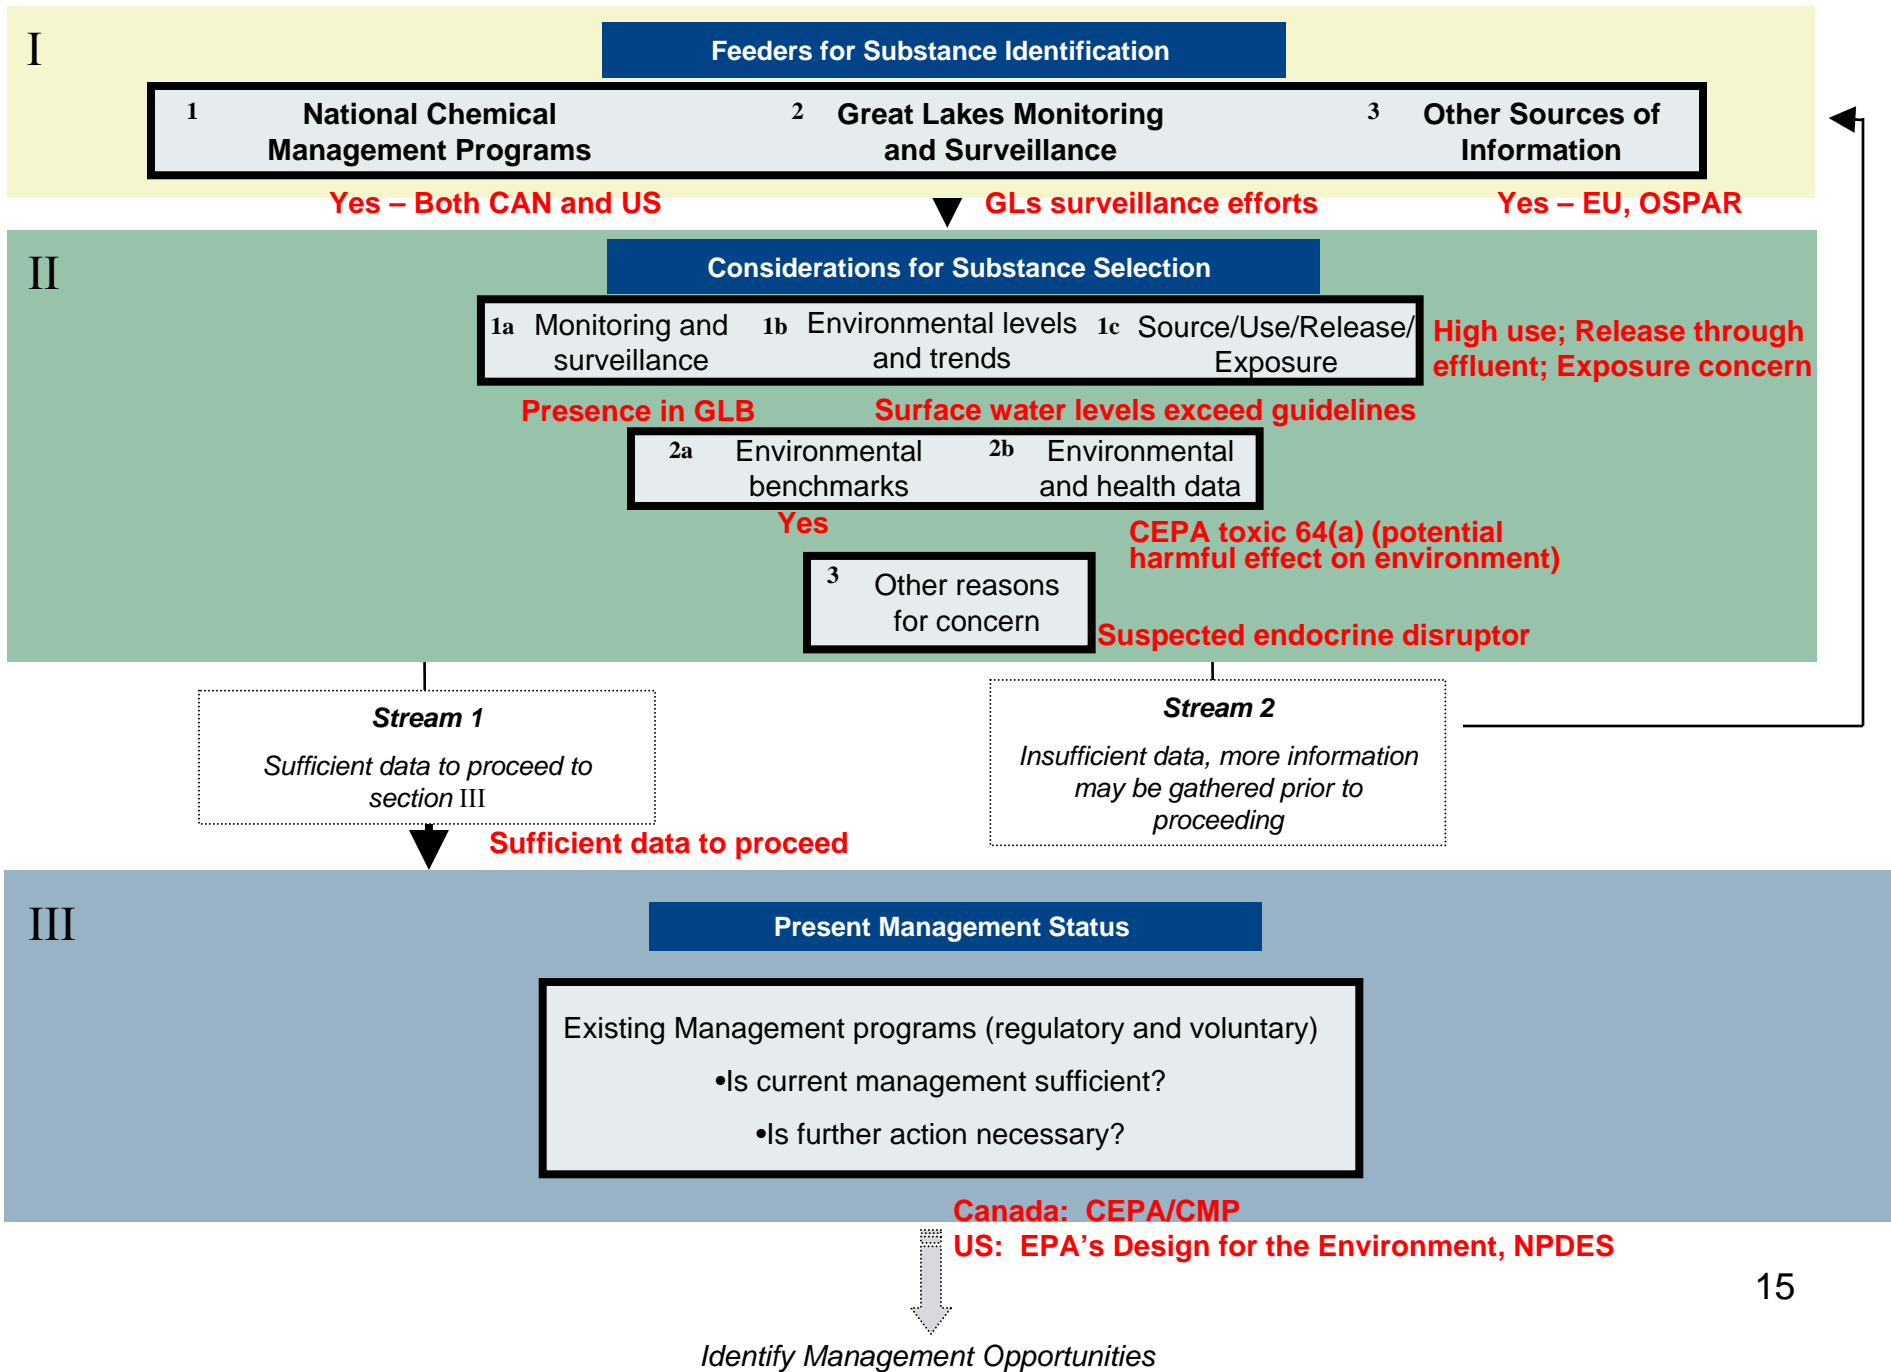 I
Feeders for Substance Identification
1 National Chemical
Management Programs
2 Great Lakes Monitoring
and Surveillance
3 Other Sources of
Information
Yes – Both CAN and US
GLs surveillance efforts
Yes – EU, OSPAR
II
Considerations for Substance Selection
1a Monitoring and
surveillance
1b Environmental levels
and trends
1c Source/Use/Release/
Exposure
High use; Release through
effluent; Exposure concern
Presence in GLB
Surface water levels exceed guidelines
2a Environmental
benchmarks
2b Environmental
and health data
Yes
CEPA toxic 64(a) (potential
harmful effect on environment)
3 Other reasons
for concern
Suspected endocrine disruptor
Stream 1
Sufficient data to proceed to
section III
Stream 2
Insufficient data, more information
may be gathered prior to
proceeding
Sufficient data to proceed
III
Present Management Status
Existing Management programs (regulatory and voluntary)
•Is current management sufficient?
•Is further action necessary?
Canada: CEPA/CMP
US: EPA’s Design for the Environment, NPDES
15
Identify Management Opportunities